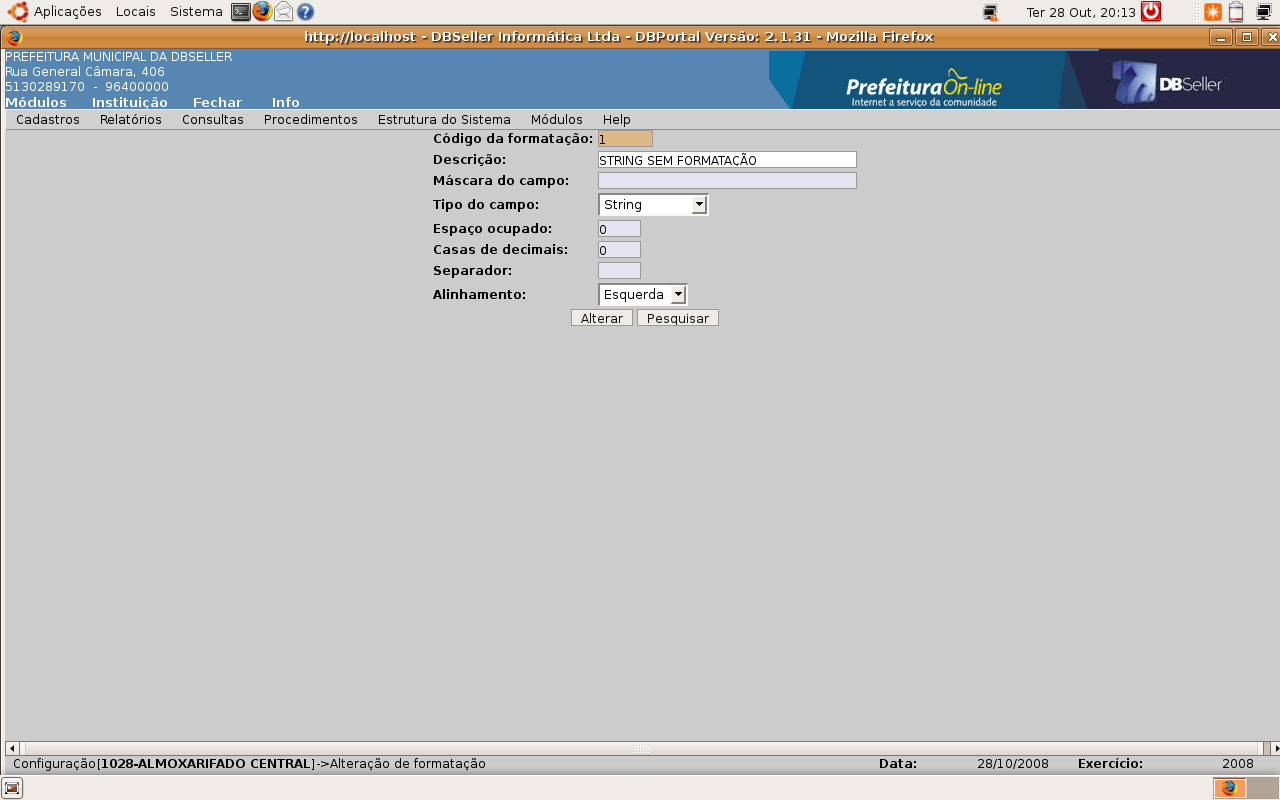 Aplicações Locais Sistema Ter 28 Out, 20:13
http://localhost - DBSeller Informática Ltda - DBPortal Versão: 2.1.31 - Mozilla Firefox
PREFEITURA MUNICIPAL DA DBSELLER
Rua General Câmara, 406
5130289170 - 96400000
Módulos Instituição Fechar Info
PrefeituraOn-line
Internet a serviço da comunidade
DBSeller
Cadastros Relatórios Consultas Procedimentos Estrutura do Sistema Módulos Help
Código da formatação: 1
Descrição: STRING SEM FORMATAÇÃO
Máscara do campo:
Tipo do campo: String
Espaço ocupado: 0
Casas de decimais: 0
Separador:
Alinhamento: Esquerda
Alterar Pesquisar
Configuração[1028-ALMOXARIFADO CENTRAL]->Alteração de formatação Data: 28/10/2008 Exercício: 2008